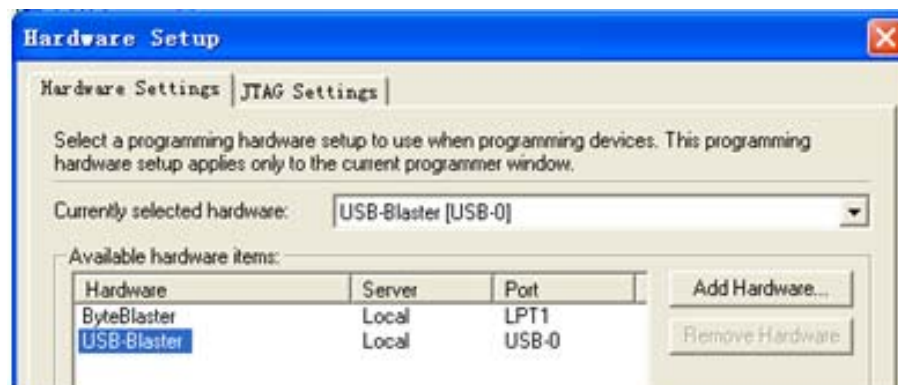 Hardware Setup
Hardware Settings JTAG Settings
Select a programming hardware setup to use when programming devices. This programming
hardware setup applies only to the current programmer window.
Currently selected hardware: USB-Blaster [USB-0]
Available hardware items:
Hardware Server Port Add Hardware...
ByteBlaster Local LPT1
USB-Blaster Local USB-0 Remove Hardware